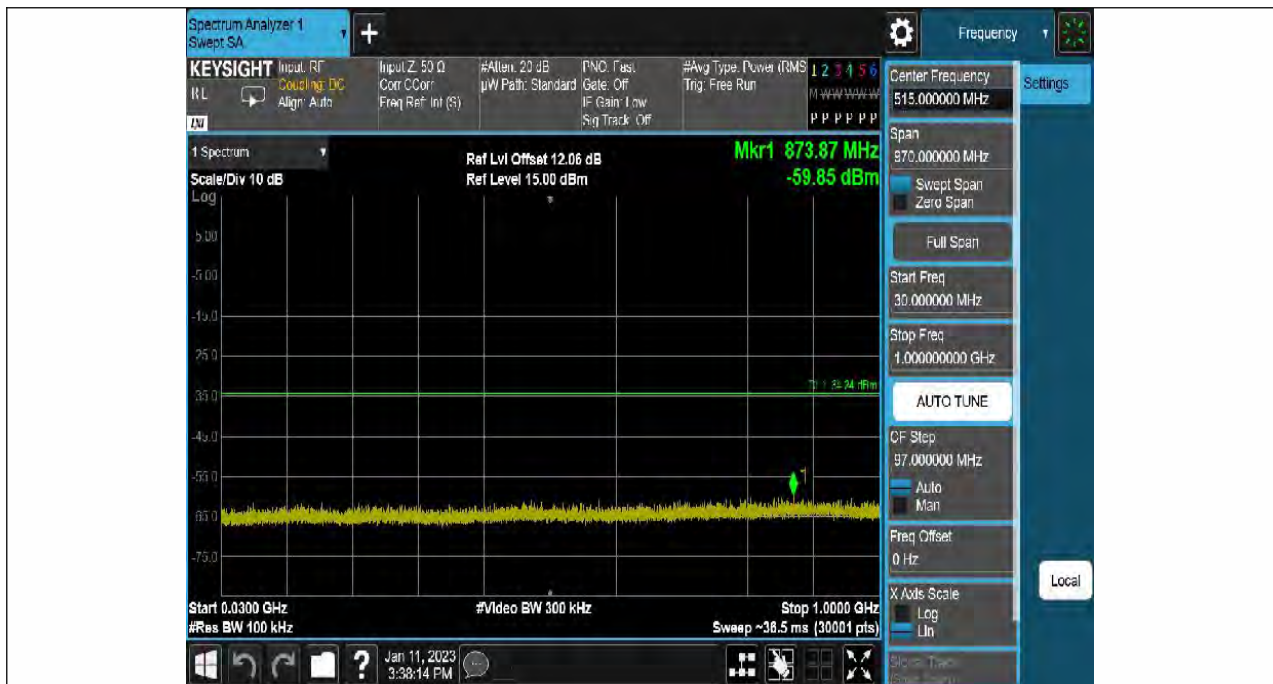 Spectrum Analyzer 1
Swept SA
+
Frequency
KEYSIGHT
RL
LXI
Input: RF
Coupling: DC
Align: Auto
Input Z: 50 Ω
Corr CCorr
Freq Ref: Int (S)
#Atten: 20 dB
µW Path: Standard
PNO: Fast
Gate: Off
IF Gain: Low
Sig Track: Off
#Avg Type: Power (RMS
Trig: Free Run
1 2 3 4 5 6
M W W W W W
P P P P P P
1 Spectrum
Scale/Div 10 dB
Log
Ref Lvl Offset 12.06 dB
Ref Level 15.00 dBm
Mkr1 873.87 MHz
-59.85 dBm
5.00
-5.00
-15.0
-25.0
-35.0
-45.0
-55.0
-65.0
-75.0
1
Start 0.0300 GHz
#Res BW 100 kHz
#Video BW 300 kHz
Stop 1.0000 GHz
Sweep ~36.5 ms (30001 pts)
Center Frequency
515.000000 MHz
Span
970.000000 MHz
Swept Span
Zero Span
Full Span
Start Freq
30.000000 MHz
Stop Freq
1.000000000 GHz
AUTO TUNE
CF Step
97.000000 MHz
Auto
Man
Freq Offset
0 Hz
X Axis Scale
Log
Lin
Settings
Local
?
Jan 11, 2023
3:38:14 PM